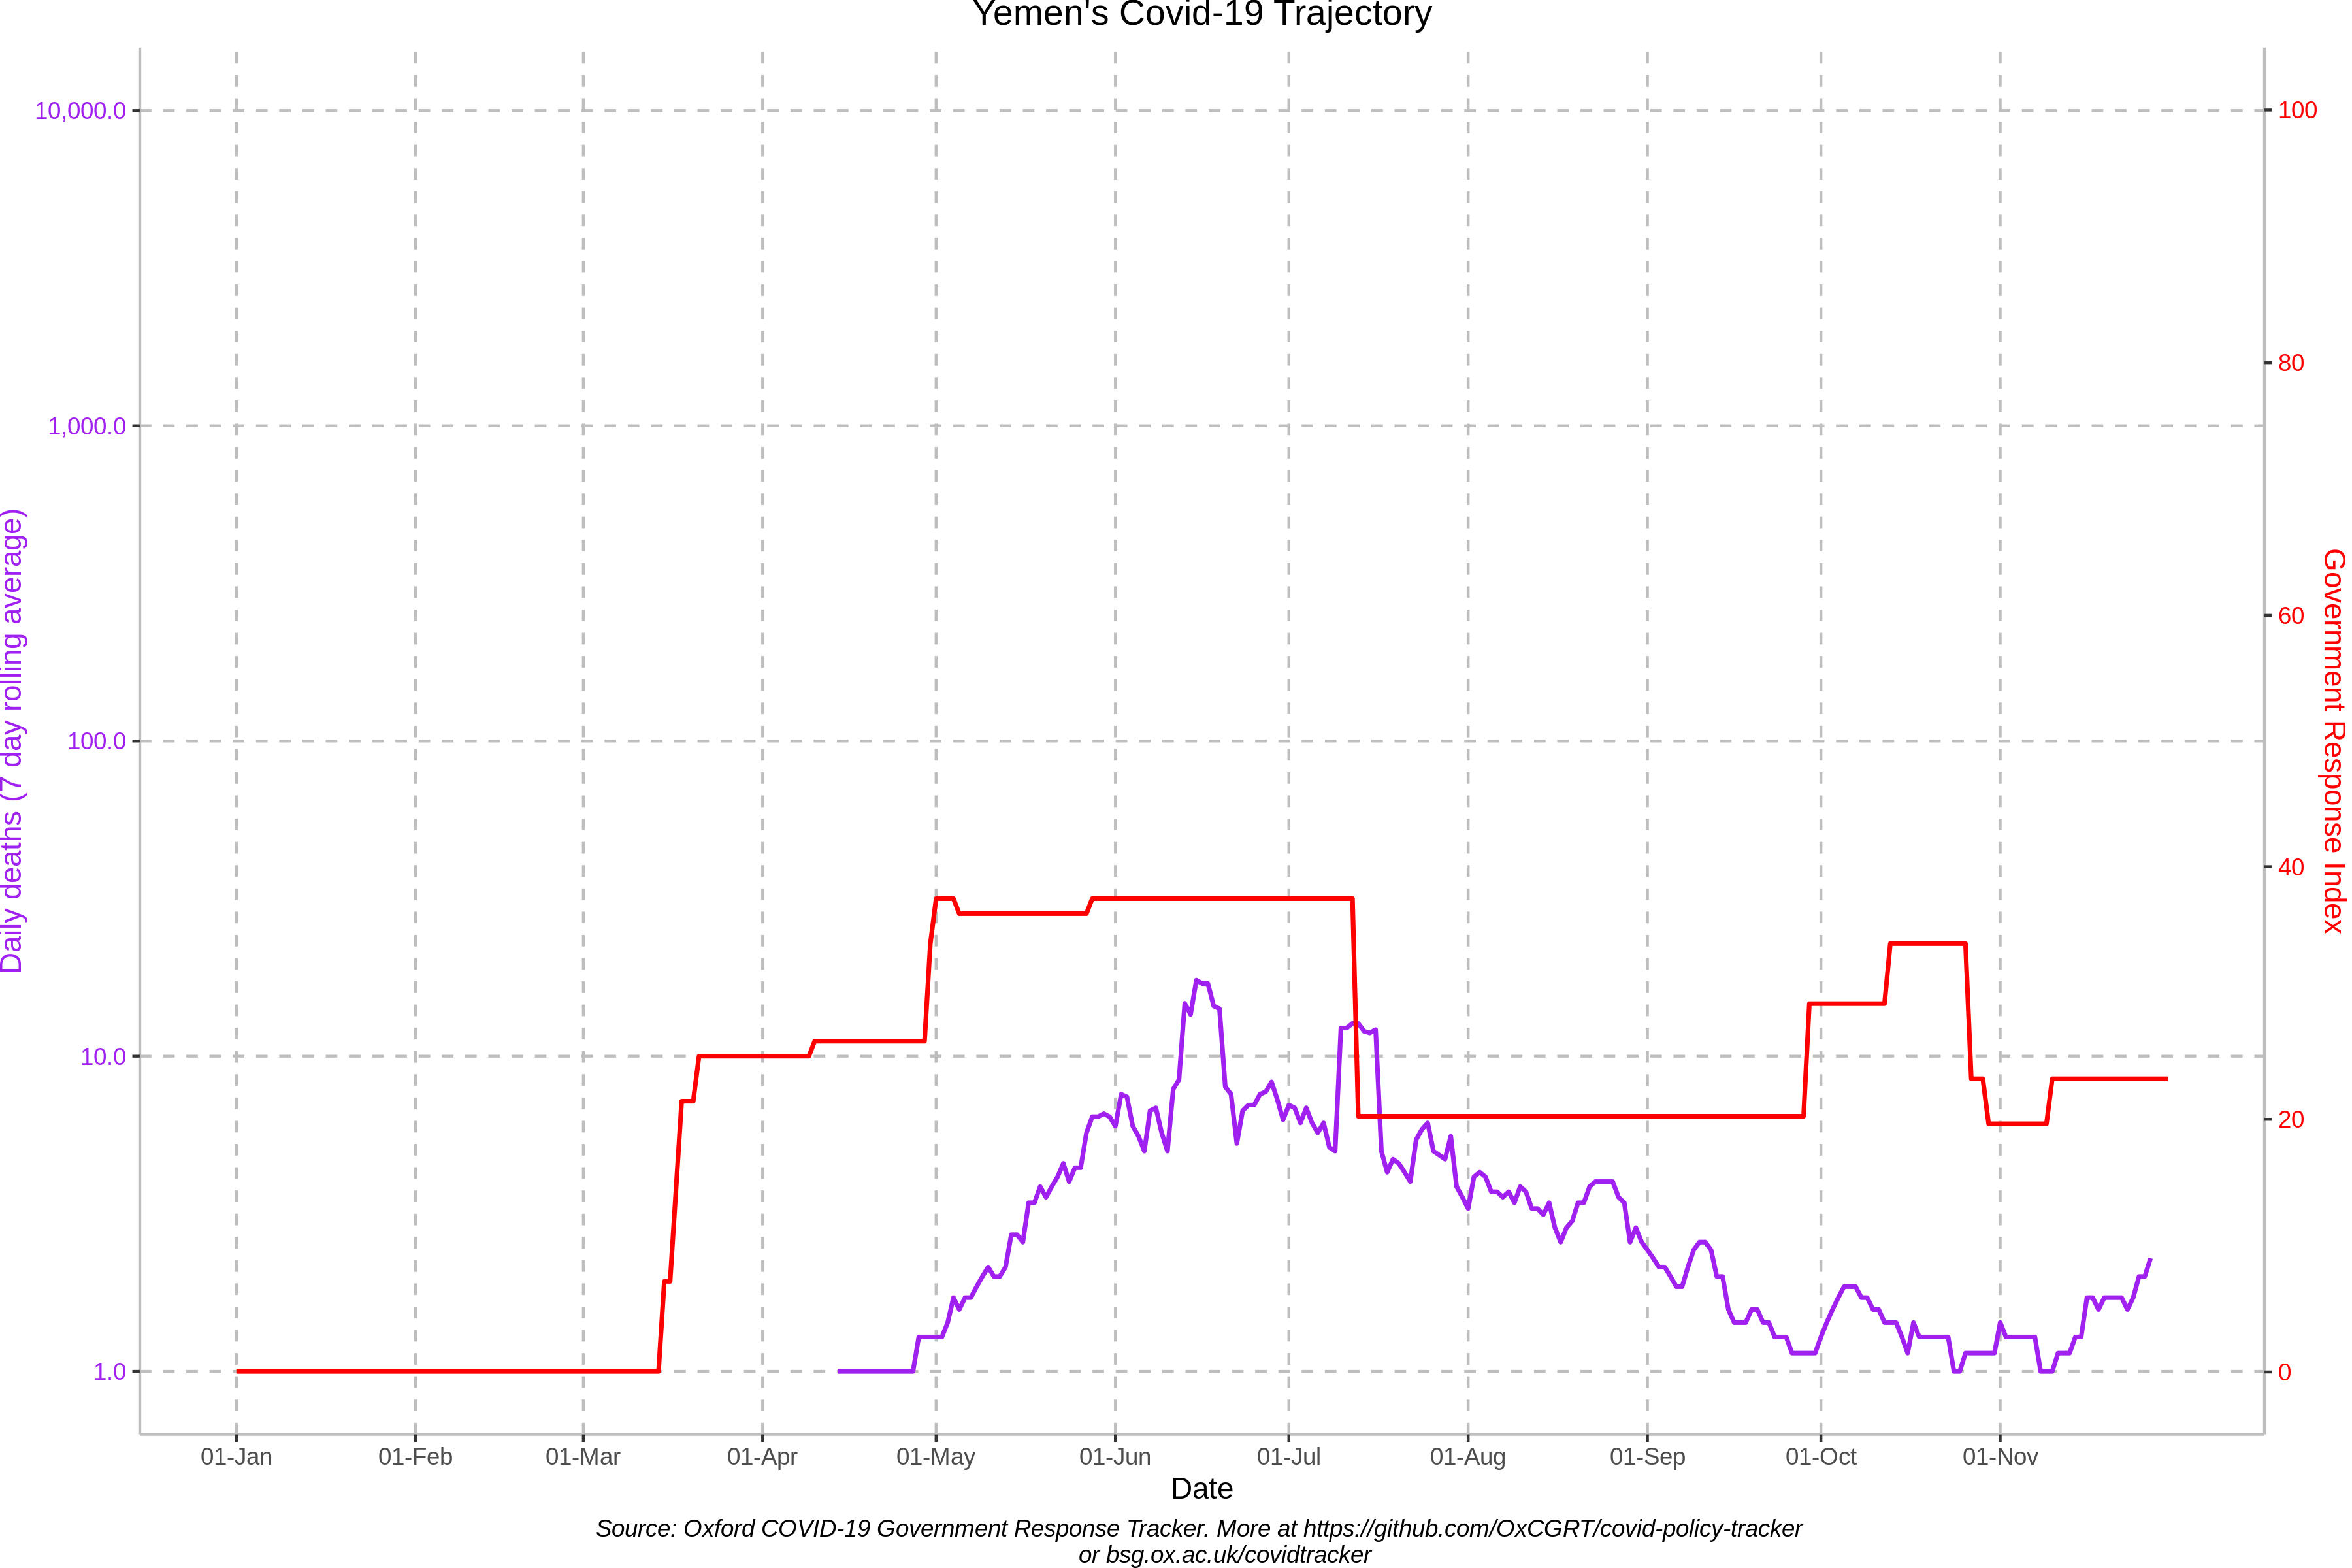 Yemen's Covid-19 Trajectory
Daily deaths (7 day rolling average)
10,000.0
1,000.0
100.0
10.0
1.0
100
80
60
40
20
0
Government Response Index
01-Jan
01-Feb
01-Mar
01-Apr
01-May
01-Jun
01-Jul
01-Aug
01-Sep
01-Oct
01-Nov
Date
Source: Oxford COVID-19 Government Response Tracker. More at https://github.com/OxCGRT/covid-policy-tracker
or bsg.ox.ac.uk/covidtracker